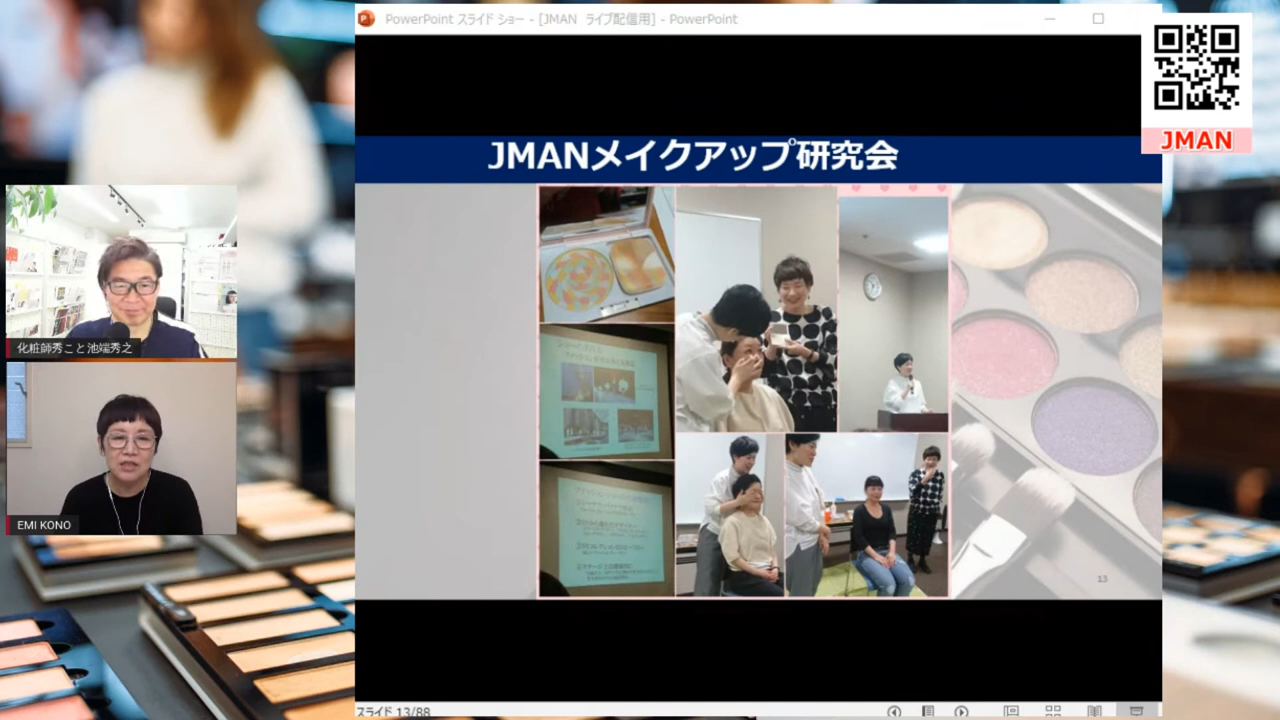 PowerPoint スライド ショー - [JMAN ライブ配信用] - PowerPoint
JMAN
JMANメイクアップ研究会
化粧師秀こと池端秀之
EMI KONO
13
スライド 13/88